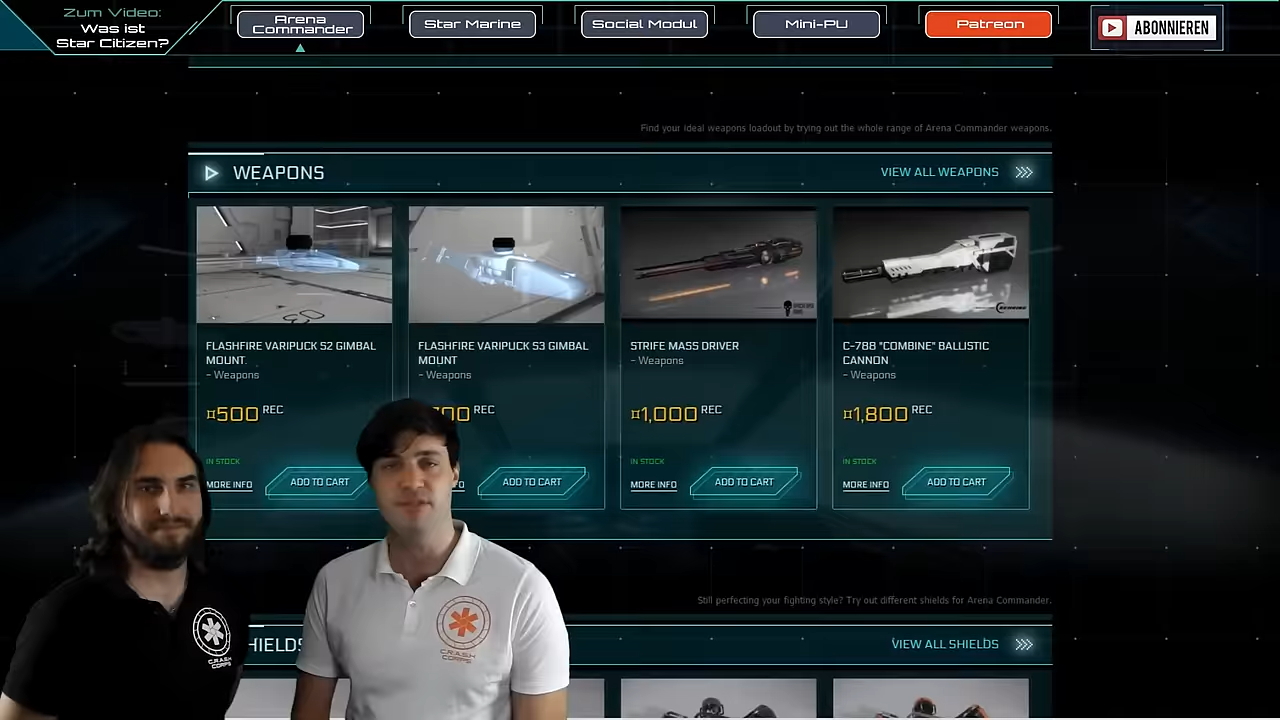 Zum Video:
Was ist
Star Citizen?
Arena
Commander
Star Marine
Social Modul
Mini-PU
Patreon
ABONNIEREN
Find your ideal weapons loadout by trying out the whole range of Arena Commander weapons.
WEAPONS
VIEW ALL WEAPONS
FLASHFIRE VARIPUCK S2 GIMBAL
MOUNT.
- Weapons
¤500 REC
IN STOCK
MORE INFO
ADD TO CART
FLASHFIRE VARIPUCK S3 GIMBAL
MOUNT
- Weapons
00 REC
FO
ADD TO CART
STRIFE MASS DRIVER
- Weapons
¤1,000 REC
IN STOCK
MORE INFO
ADD TO CART
C-788 "COMBINE" BALLISTIC
CANNON
- Weapons
¤1,800 REC
IN STOCK
MORE INFO
ADD TO CART
Still perfecting your fighting style? Try out different shields for Arena Commander.
HIELDS
VIEW ALL SHIELDS
C.R.A.S.H.
CORPS
C.R.A.S.H.
CORPS